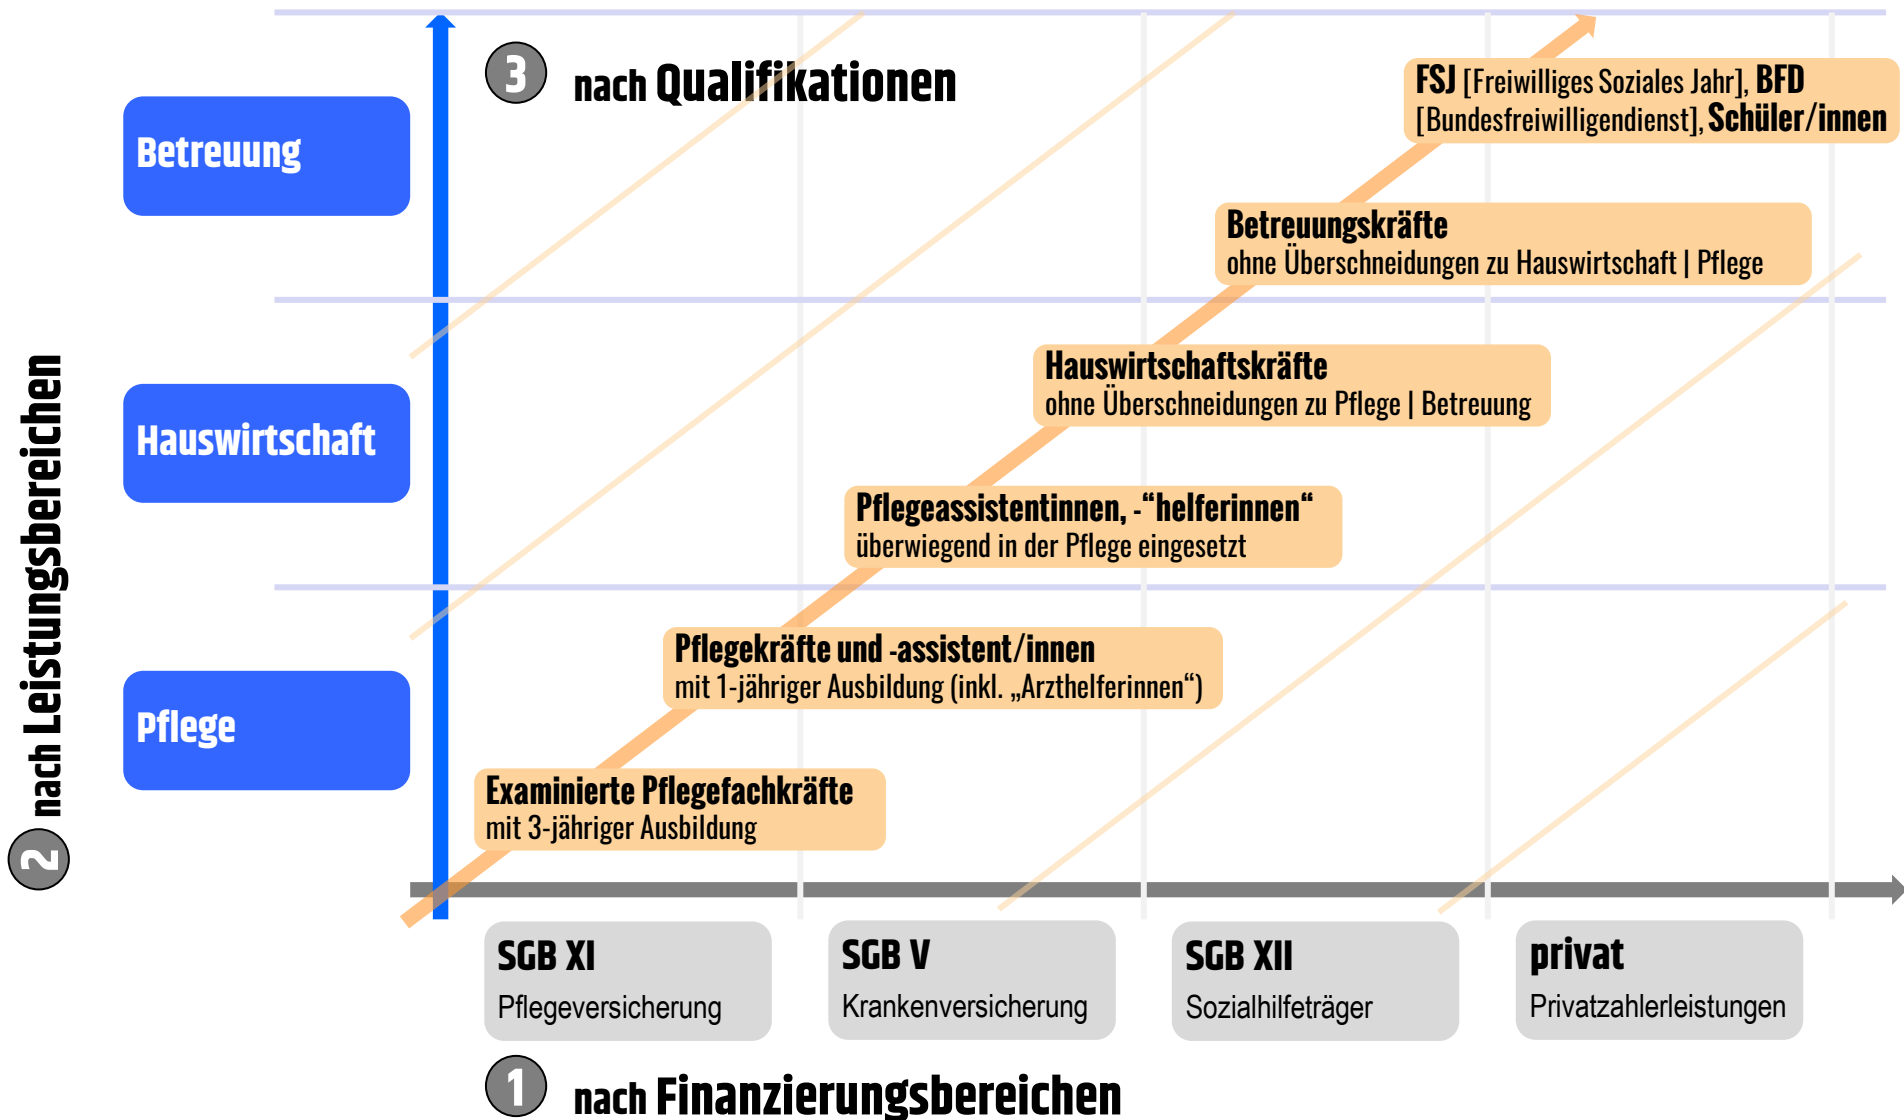 3 nach Qualifikationen
FSJ [Freiwilliges Soziales Jahr], BFD
[Bundesfreiwilligendienst], Schüler/innen
Betreuung
Betreuungskräfte
ohne Überschneidungen zu Hauswirtschaft | Pflege
Hauswirtschaftskräfte
ohne Überschneidungen zu Pflege | Betreuung
Hauswirtschaft
Pflegeassistentinnen, -“helferinnen“
überwiegend in der Pflege eingesetzt
Pflegekräfte und -assistent/innen
mit 1-jähriger Ausbildung (inkl. „Arzthelferinnen“)
Pflege
Examinierte Pflegefachkräfte
mit 3-jähriger Ausbildung
2 nach Leistungsbereichen
SGB XI
Pflegeversicherung
SGB V
Krankenversicherung
SGB XII
Sozialhilfeträger
privat
Privatzahlerleistungen
1 nach Finanzierungsbereichen